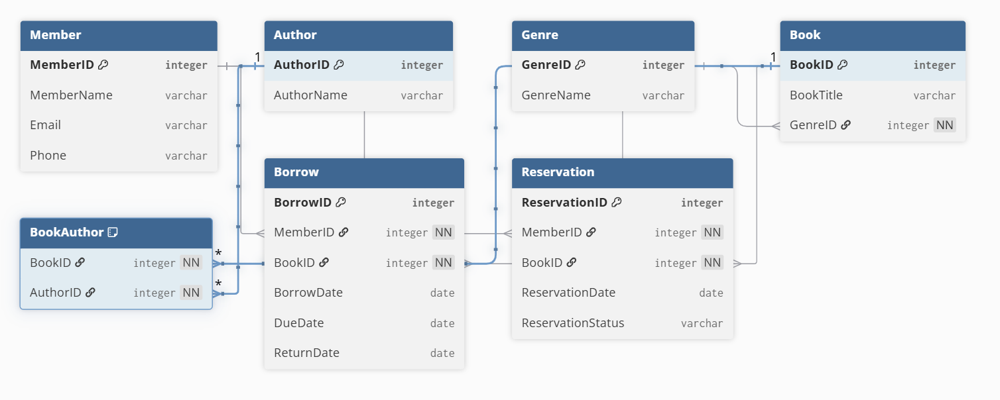 Member
MemberID integer
MemberName varchar
Email varchar
Phone varchar
1
Author
AuthorID integer
AuthorName varchar
Genre
GenreID integer
GenreName varchar
1
Book
BookID integer
BookTitle varchar
GenreID integer NN
BookAuthor
BookID integer NN *
AuthorID integer NN *
Borrow
BorrowID integer
MemberID integer NN
BookID integer NN
BorrowDate date
DueDate date
ReturnDate date
Reservation
ReservationID integer
MemberID integer NN
BookID integer NN
ReservationDate date
ReservationStatus varchar